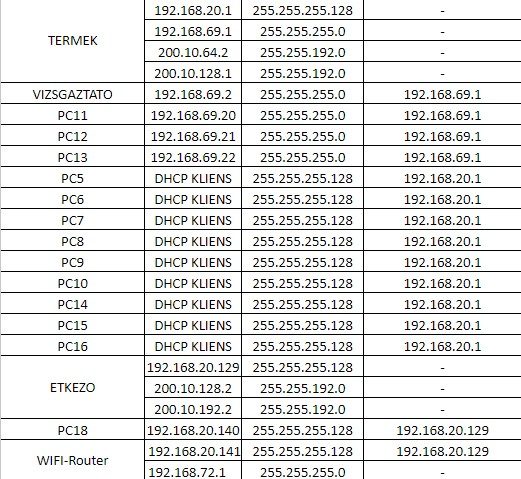 TERMEK 192.168.20.1 255.255.255.128 -
192.168.69.1 255.255.255.0 -
200.10.64.2 255.255.192.0 -
200.10.128.1 255.255.192.0 -
VIZSGAZTATO 192.168.69.2 255.255.255.0 192.168.69.1
PC11 192.168.69.20 255.255.255.0 192.168.69.1
PC12 192.168.69.21 255.255.255.0 192.168.69.1
PC13 192.168.69.22 255.255.255.0 192.168.69.1
PC5 DHCP KLIENS 255.255.255.128 192.168.20.1
PC6 DHCP KLIENS 255.255.255.128 192.168.20.1
PC7 DHCP KLIENS 255.255.255.128 192.168.20.1
PC8 DHCP KLIENS 255.255.255.128 192.168.20.1
PC9 DHCP KLIENS 255.255.255.128 192.168.20.1
PC10 DHCP KLIENS 255.255.255.128 192.168.20.1
PC14 DHCP KLIENS 255.255.255.128 192.168.20.1
PC15 DHCP KLIENS 255.255.255.128 192.168.20.1
PC16 DHCP KLIENS 255.255.255.128 192.168.20.1
ETKEZO 192.168.20.129 255.255.255.128 -
200.10.128.2 255.255.192.0 -
200.10.192.2 255.255.192.0 -
PC18 192.168.20.140 255.255.255.128 192.168.20.129
WIFI-Router 192.168.20.141 255.255.255.128 192.168.20.129
192.168.72.1 255.255.255.0 -